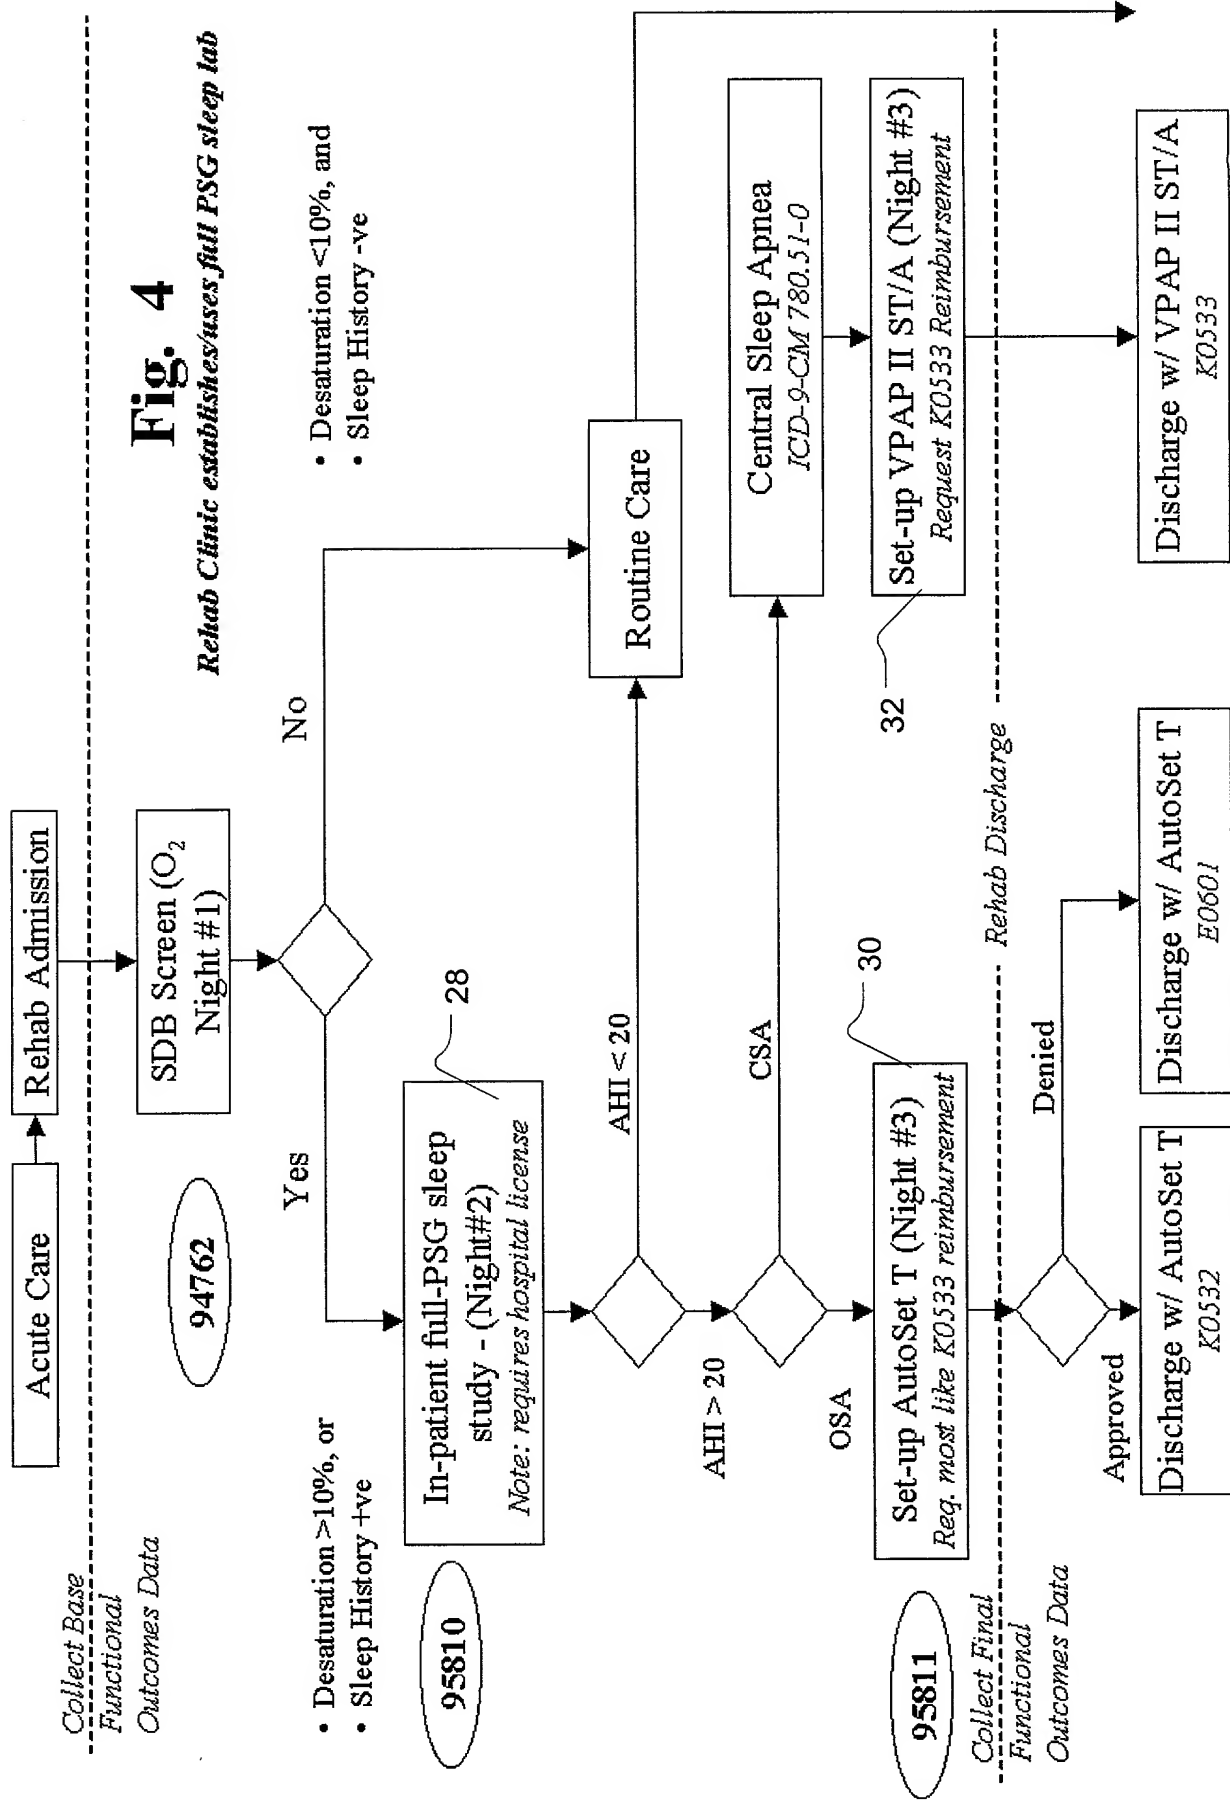 Fig. 4
Rehab Clinic establishes/uses full PSG sleep lab
Acute Care
Rehab Admission
Collect Base
Functional
Outcomes Data
94762
SDB Screen (O2
Night #1)
Yes
No
• Desaturation >10%, or
• Sleep History +ve
• Desaturation <10%, and
• Sleep History -ve
95810
In-patient full-PSG sleep
study - (Night#2)
Note: requires hospital license
28
AHI < 20
Routine Care
AHI > 20
CSA
Central Sleep Apnea
ICD-9-CM 780.51-0
OSA
95811
Set-up AutoSet T (Night #3)
Req. most like K0533 reimbursement
30
32
Set-up VPAP II ST/A (Night #3)
Request K0533 Reimbursement
Collect Final
Functional
Outcomes Data
Rehab Discharge
Approved
Denied
Discharge w/ AutoSet T
K0532
Discharge w/ AutoSet T
E0601
Discharge w/ VPAP II ST/A
K0533